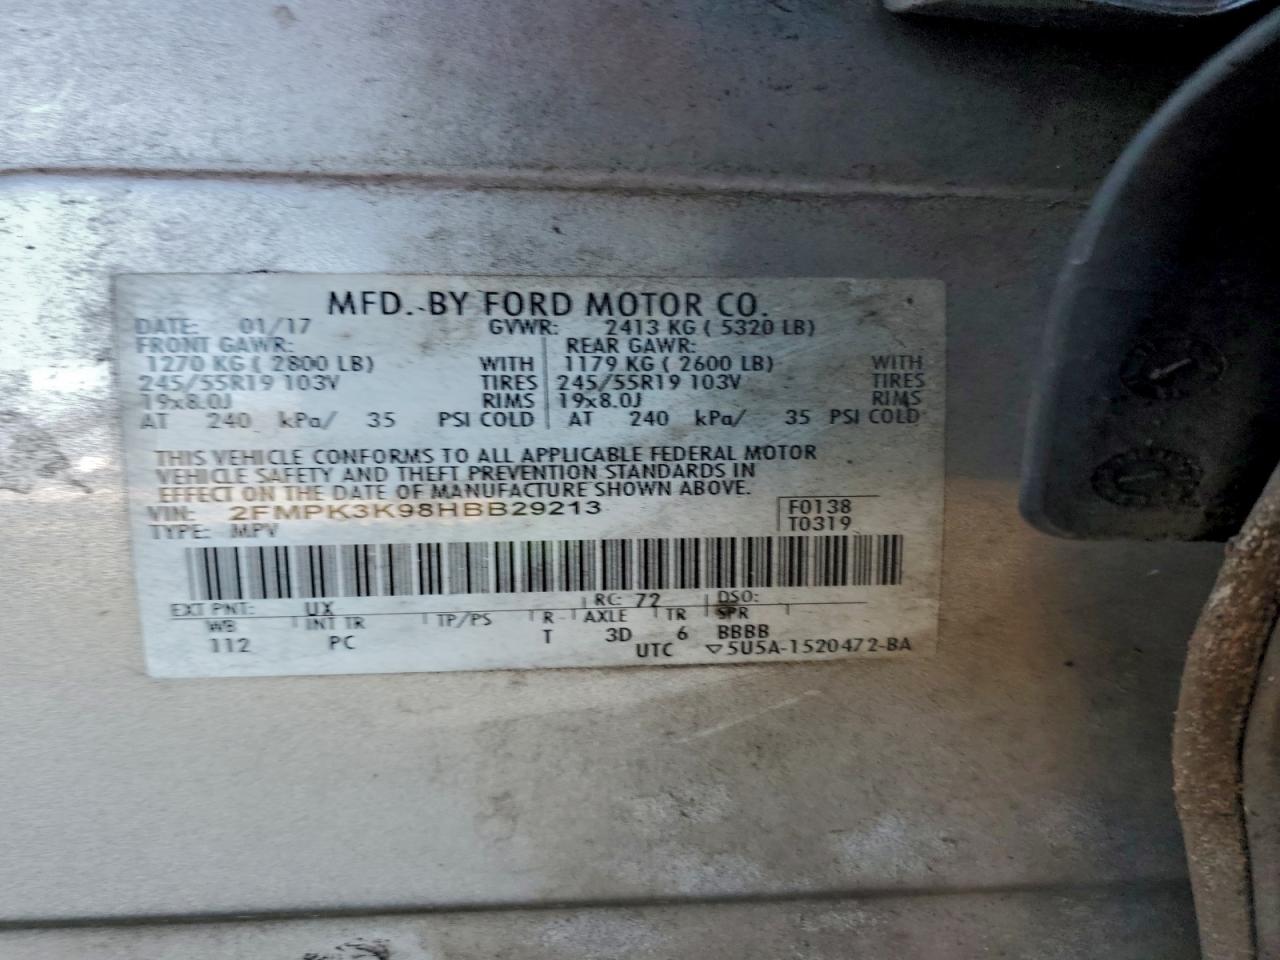 MFD. BY FORD MOTOR CO.
DATE: 01/17 GVWR: 2413 KG ( 5320 LB)
FRONT GAWR: REAR GAWR:
1270 KG ( 2800 LB) WITH 1179 KG ( 2600 LB) WITH
245/55R19 103V TIRES 245/55R19 103V TIRES
19x8.0J RIMS 19x8.0J RIMS
AT 240 kPa/ 35 PSI COLD AT 240 kPa/ 35 PSI COLD
THIS VEHICLE CONFORMS TO ALL APPLICABLE FEDERAL MOTOR
VEHICLE SAFETY AND THEFT PREVENTION STANDARDS IN
EFFECT ON THE DATE OF MANUFACTURE SHOWN ABOVE.
VIN: 2FMPK3K98HBB29213 F0138
TYPE: MPV T0319
EXT PNT: UX RC: 72 DSO:
WB INT TR TP/PS R AXLE TR SPR
112 PC T 3D 6 BBBB
UTC ▽5U5A-1520472-BA